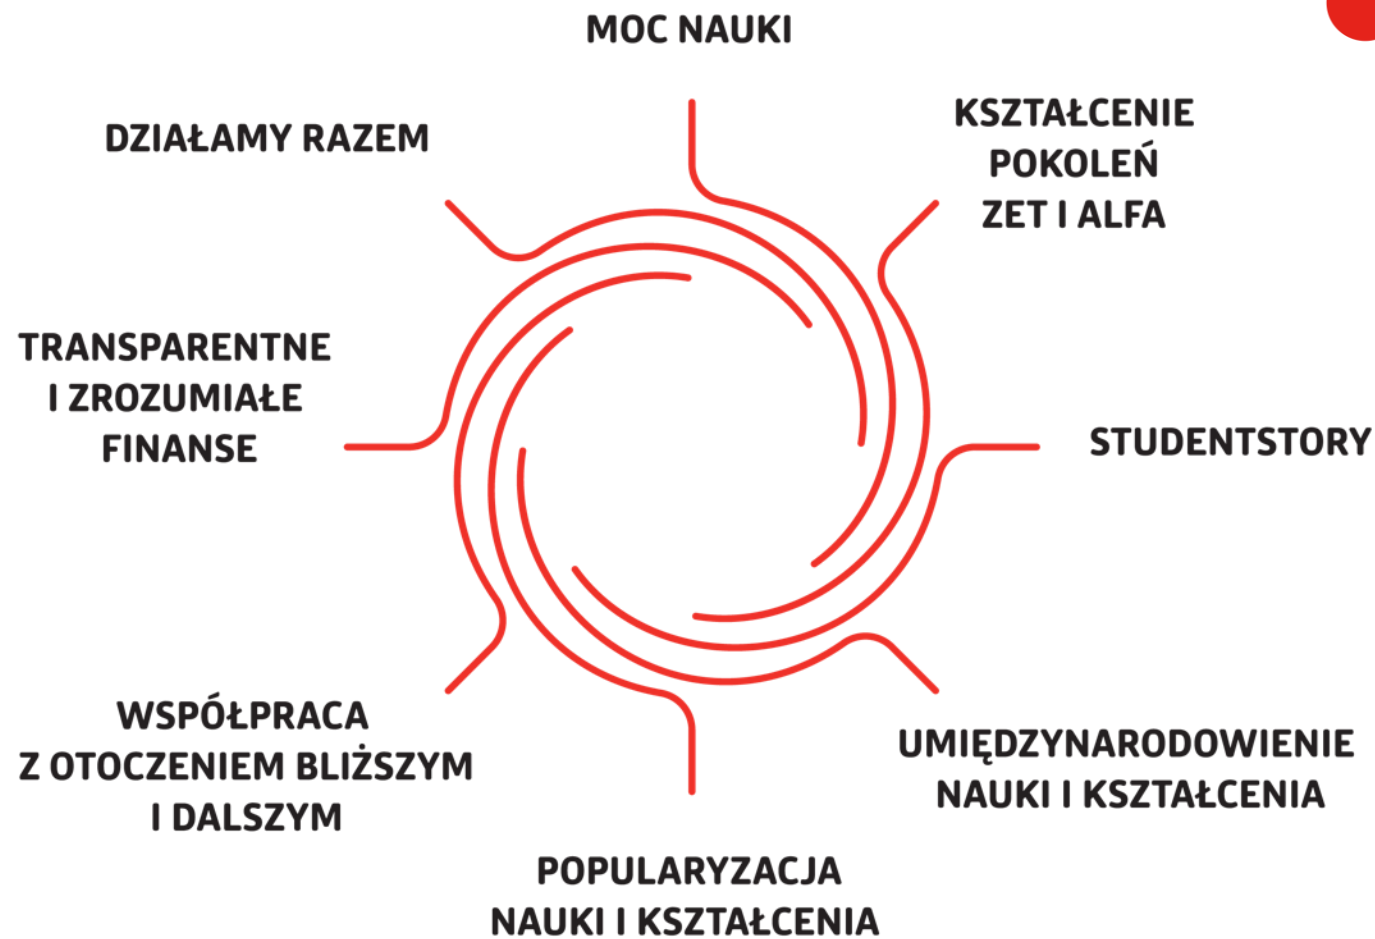 MOC NAUKI
KSZTAŁCENIE
POKOLEŃ
ZET I ALFA
STUDENTSTORY
UMIĘDZYNARODOWIENIE
NAUKI I KSZTAŁCENIA
POPULARYZACJA
NAUKI I KSZTAŁCENIA
WSPÓŁPRACA
Z OTOCZENIEM BLIŻSZYM
I DALSZYM
TRANSPARENTNE
I ZROZUMIAŁE
FINANSE
DZIAŁAMY RAZEM